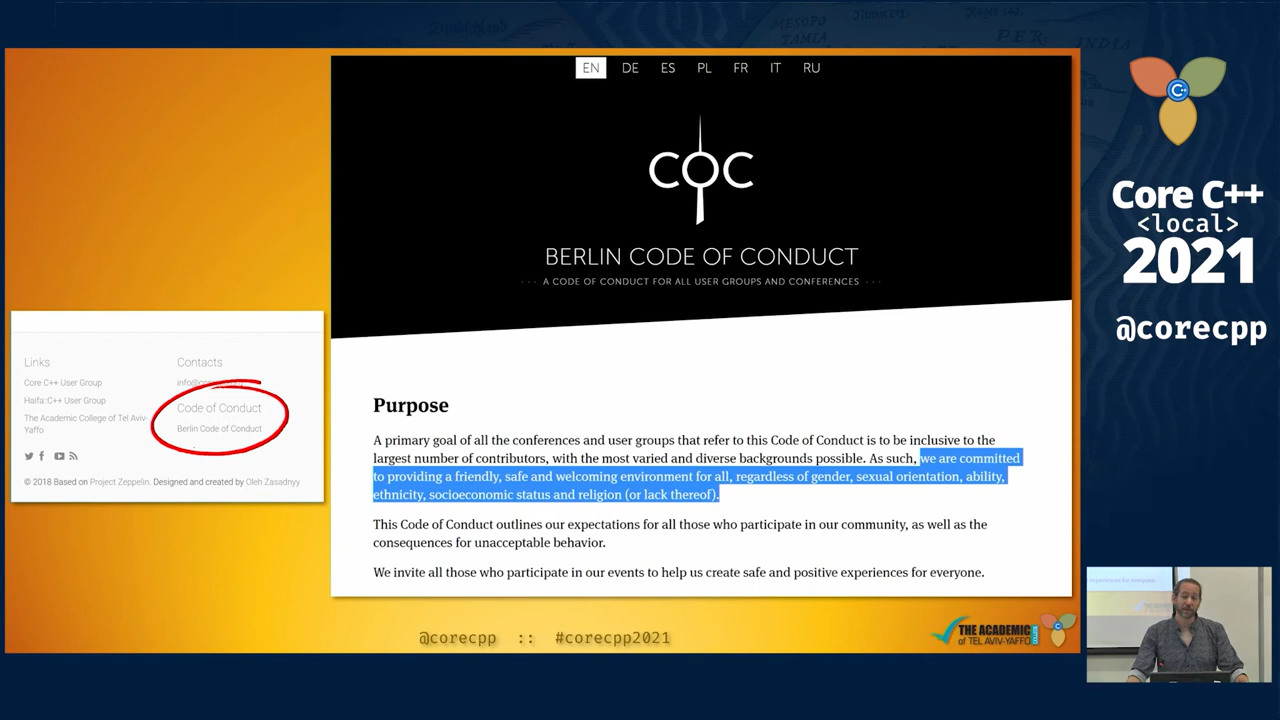 MESOPO
TAMIA
PER
INDIA
EN DE ES PL FR IT RU
COC
BERLIN CODE OF CONDUCT
A CODE OF CONDUCT FOR ALL USER GROUPS AND CONFERENCES
Purpose
A primary goal of all the conferences and user groups that refer to this Code of Conduct is to be inclusive to the
largest number of contributors, with the most varied and diverse backgrounds possible. As such, we are committed
to providing a friendly, safe and welcoming environment for all, regardless of gender, sexual orientation, ability,
ethnicity, socioeconomic status and religion (or lack thereof).
This Code of Conduct outlines our expectations for all those who participate in our community, as well as the
consequences for unacceptable behavior.
We invite all those who participate in our events to help us create safe and positive experiences for everyone.
Links
Core C++ User Group
Haifa::C++ User Group
The Academic College of Tel Aviv-
Yaffo
Contacts
Code of Conduct
Berlin Code of Conduct
© 2018 Based on Project Zeppelin. Designed and created by Oleh Zasadnyy
@corecpp :: #corecpp2021
THE ACADEMIC
of TEL AVIV-YAFFO
C++
Core C++
<local>
2021
@corecpp
experiences for everyone.